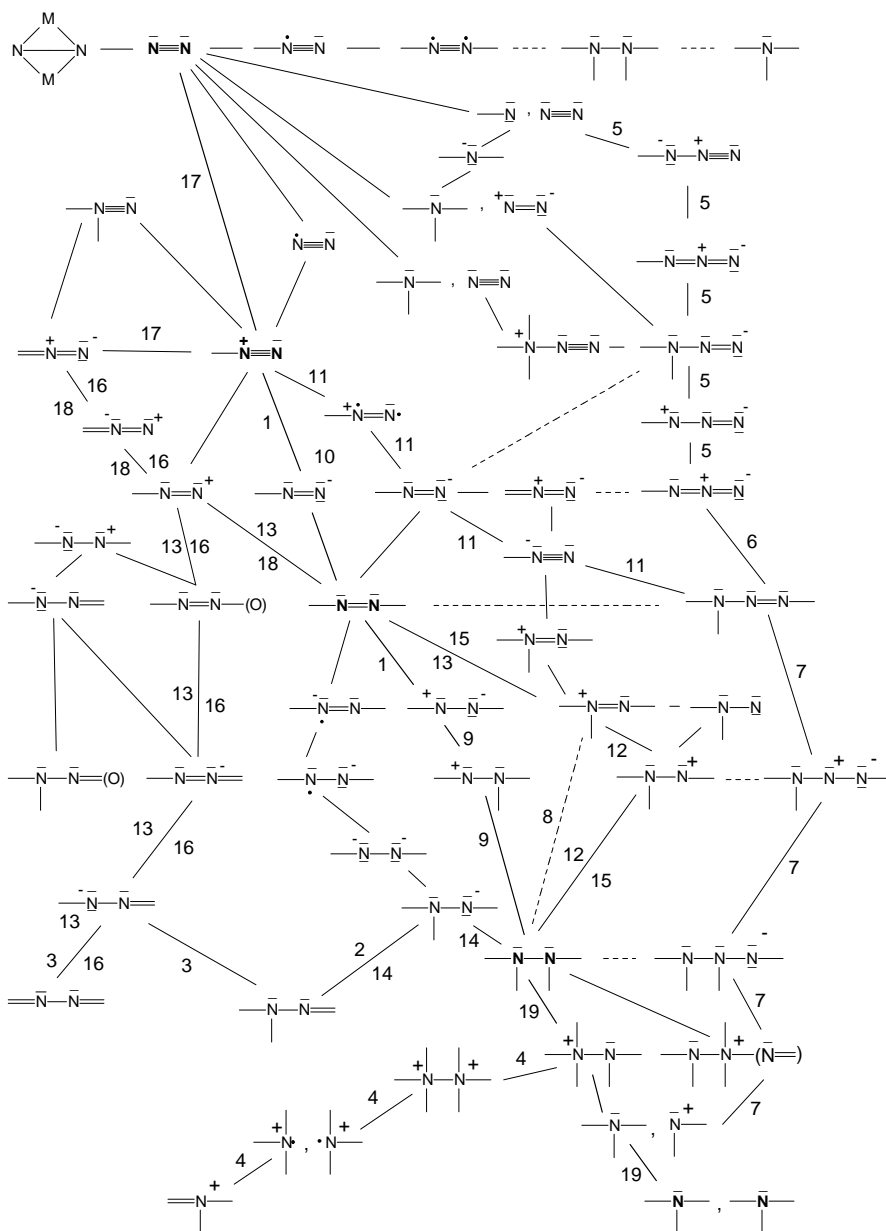 M
N N
M
N≡N
Ṅ=N
Ṅ=Ṅ
N–N
N
N , N≡N
5
- +
N–N≡N
-
N
17
5
N≡N
N , +N=N-
Ṅ≡N
- + -
N=N=N
N , N≡N
5
17
+ -
=N=N
+
N≡N
+
N–N=N
-
N–N=N
16
18
11
5
- +
=N–N
1
+
Ṅ=Ṅ
+ -
N–N=N
18 16
10
11
5
+
N=N
-
N=N
-
N=N
+ -
=N=N
- + -
N=N=N
13
- +
N–N
13 16
18
11
6
-
N=N
11
-
N–N=
N=N–(O)
N=N
N–N=N
15
+
N=N
1
13
7
13
16
-
Ṅ=N
+ -
N–N
+
N=N
N–N
9
12
N–N=(O)
-
N=N=
-
Ṅ–N
+
N–N
+
N–N
+ -
N–N–N
13
8
16
9
12
- -
N–N
15
7
-
N–N=
13
-
N–N
2
14
14
3 16
3
N–N
-
N–N–N
=N–N=
N–N=
19
7
+
N–N
+
N–N–(N=)
+ +
N–N
4
4
7
+
N• ,
+
•N
N ,
+
N
4
19
+
=N
N , N